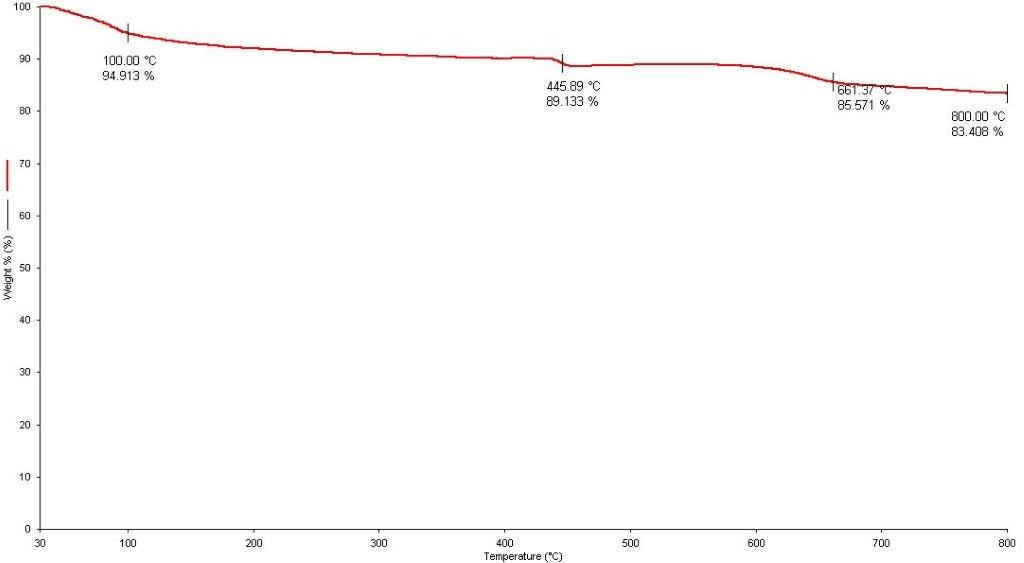 100
90
80
70
60
50
40
30
20
10
0
Weight % (%)
100.00 °C
94.913 %
445.89 °C
89.133 %
661.37 °C
85.571 %
800.00 °C
83.408 %
30 100 200 300 400 500 600 700 800
Temperature (°C)